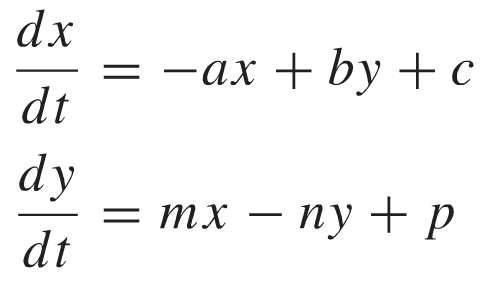 dx/dt = −ax + by + c
dy/dt = mx − ny + p